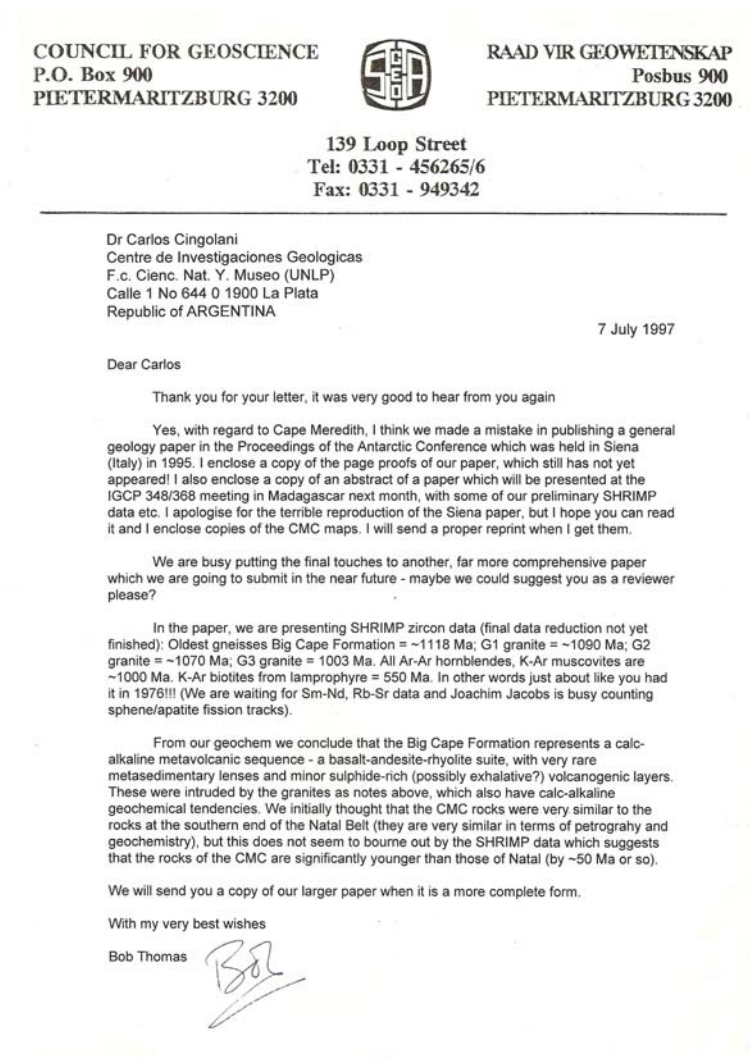 COUNCIL FOR GEOSCIENCE
P.O. Box 900
PIETERMARITZBURG 3200
RAAD VIR GEOWETENSKAP
Posbus 900
PIETERMARITZBURG 3200
139 Loop Street
Tel: 0331 - 456265/6
Fax: 0331 - 949342
Dr Carlos Cingolani
Centre de Investigaciones Geologicas
F.c. Cienc. Nat. Y. Museo (UNLP)
Calle 1 No 644 0 1900 La Plata
Republic of ARGENTINA
7 July 1997
Dear Carlos
Thank you for your letter, it was very good to hear from you again
Yes, with regard to Cape Meredith, I think we made a mistake in publishing a general
geology paper in the Proceedings of the Antarctic Conference which was held in Siena
(Italy) in 1995. I enclose a copy of the page proofs of our paper, which still has not yet
appeared! I also enclose a copy of an abstract of a paper which will be presented at the
IGCP 348/368 meeting in Madagascar next month, with some of our preliminary SHRIMP
data etc. I apologise for the terrible reproduction of the Siena paper, but I hope you can read
it and I enclose copies of the CMC maps. I will send a proper reprint when I get them.
We are busy putting the final touches to another, far more comprehensive paper
which we are going to submit in the near future - maybe we could suggest you as a reviewer
please?
In the paper, we are presenting SHRIMP zircon data (final data reduction not yet
finished): Oldest gneisses Big Cape Formation = ~1118 Ma; G1 granite = ~1090 Ma; G2
granite = ~1070 Ma; G3 granite = 1003 Ma. All Ar-Ar hornblendes, K-Ar muscovites are
~1000 Ma. K-Ar biotites from lamprophyre = 550 Ma. In other words just about like you had
it in 1976!!! (We are waiting for Sm-Nd, Rb-Sr data and Joachim Jacobs is busy counting
sphene/apatite fission tracks).
From our geochem we conclude that the Big Cape Formation represents a calc-
alkaline metavolcanic sequence - a basalt-andesite-rhyolite suite, with very rare
metasedimentary lenses and minor sulphide-rich (possibly exhalative?) volcanogenic layers.
These were intruded by the granites as notes above, which also have calc-alkaline
geochemical tendencies. We initially thought that the CMC rocks were very similar to the
rocks at the southern end of the Natal Belt (they are very similar in terms of petrograhy and
geochemistry), but this does not seem to bourne out by the SHRIMP data which suggests
that the rocks of the CMC are significantly younger than those of Natal (by ~50 Ma or so).
We will send you a copy of our larger paper when it is a more complete form.
With my very best wishes
Bob Thomas
Bob